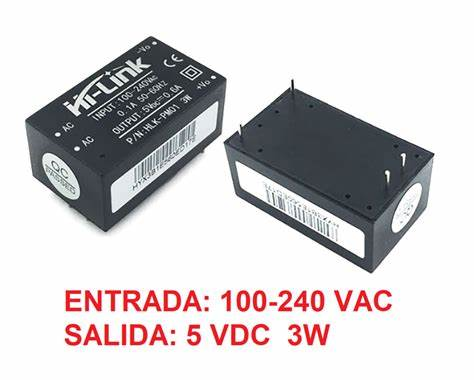 Hi-Link
INPUT:100-240Vac
0.1A 50-60HZ
OUTPUT:5Vdc⎓0.6A
P/N:HLK-PM01 3W
AC
AC
-Vo
+Vo
QC
PASSED
ENTRADA: 100-240 VAC
SALIDA: 5 VDC 3W